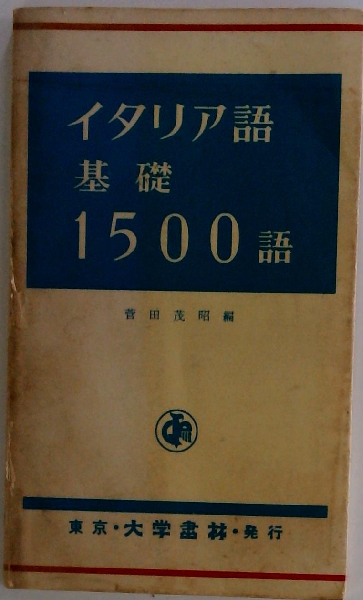 イタリア語
基礎
1500語
菅田茂昭編
東京・大学書林・発行